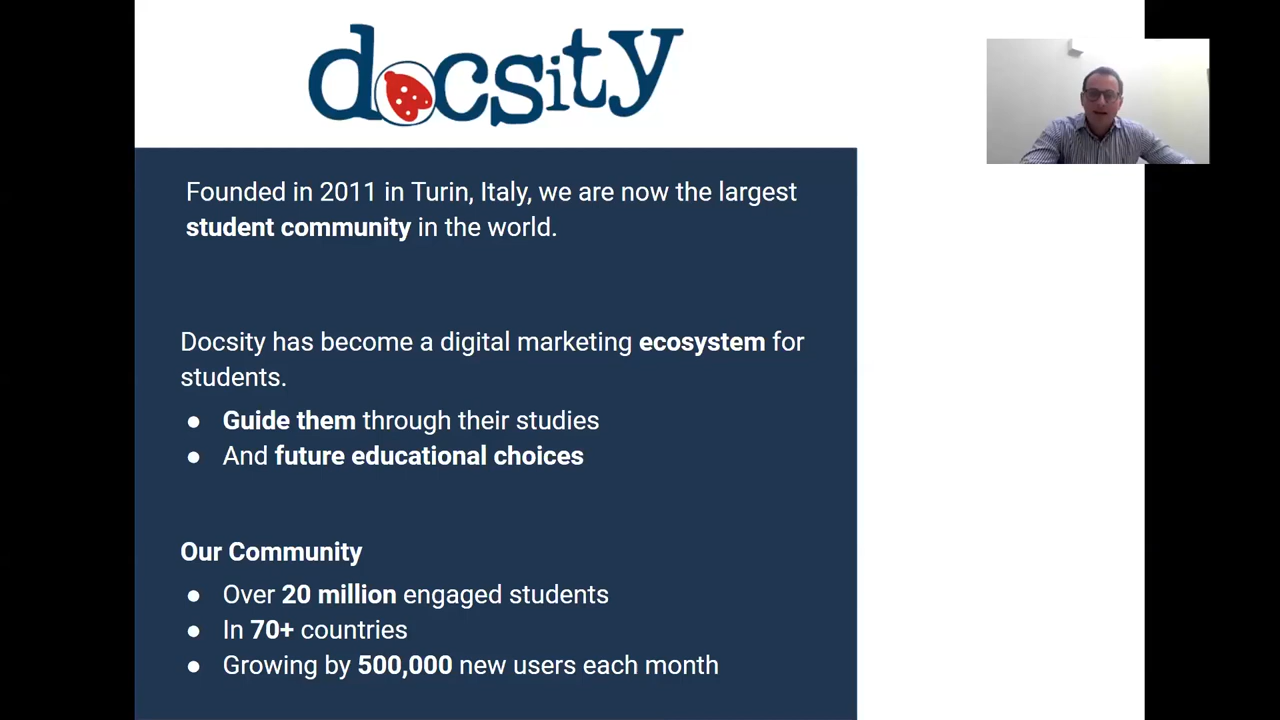 docsity
Founded in 2011 in Turin, Italy, we are now the largest
student community in the world.
Docsity has become a digital marketing ecosystem for
students.
● Guide them through their studies
● And future educational choices
Our Community
● Over 20 million engaged students
● In 70+ countries
● Growing by 500,000 new users each month